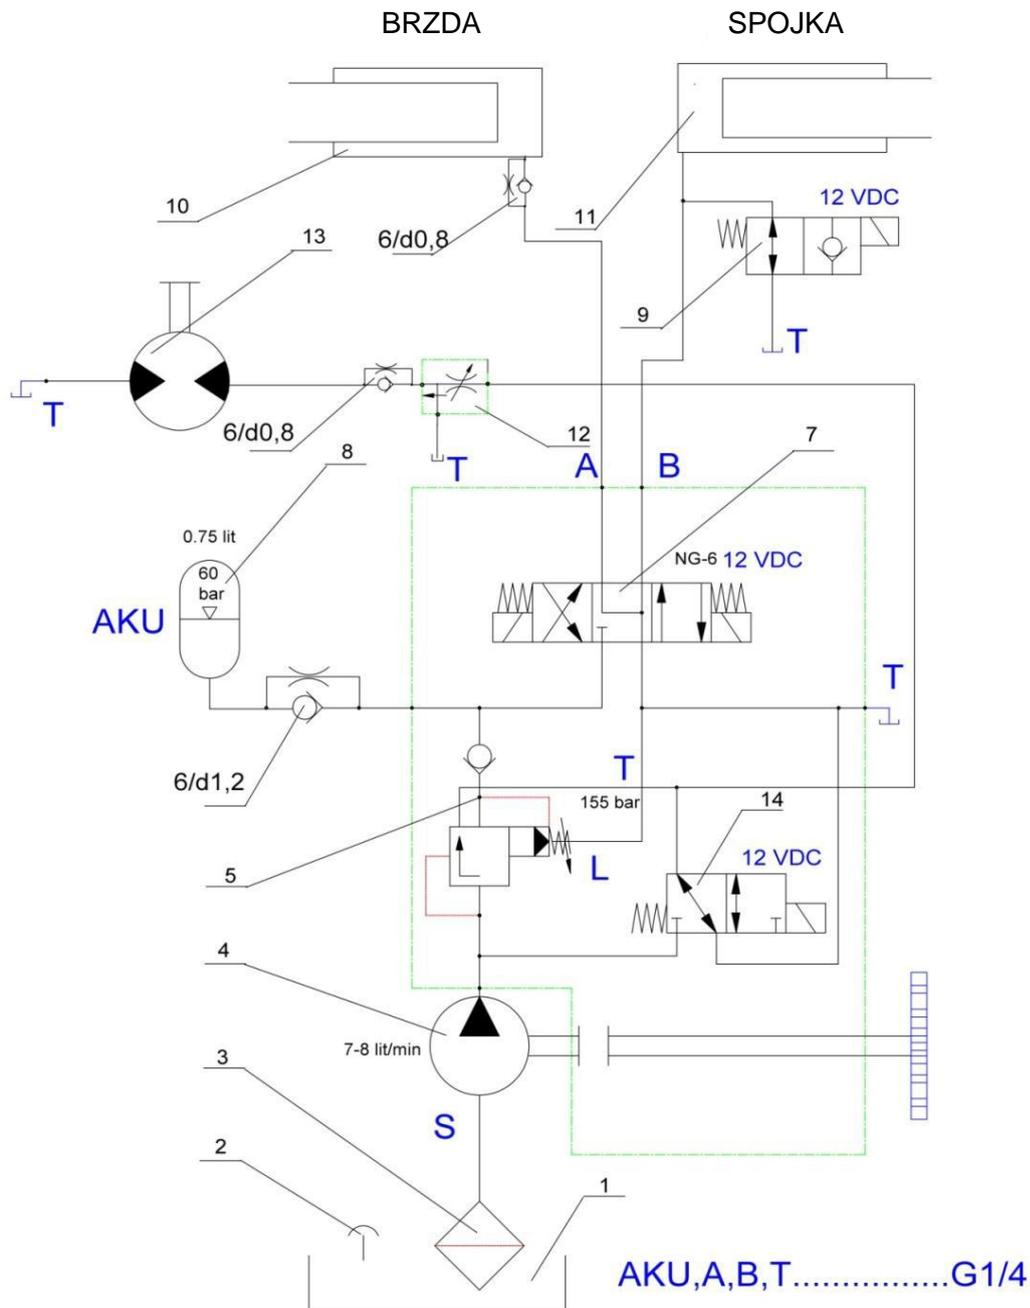 BRZDA
SPOJKA
12 VDC
10
11
6/d0,8
13
9
T
T
6/d0,8
12
T
A
B
7
8
0.75 lit
60
bar
AKU
NG-6 12 VDC
T
6/d1,2
T
155 bar
14
12 VDC
5
L
4
7-8 lit/min
3
S
2
1
AKU,A,B,T................G1/4